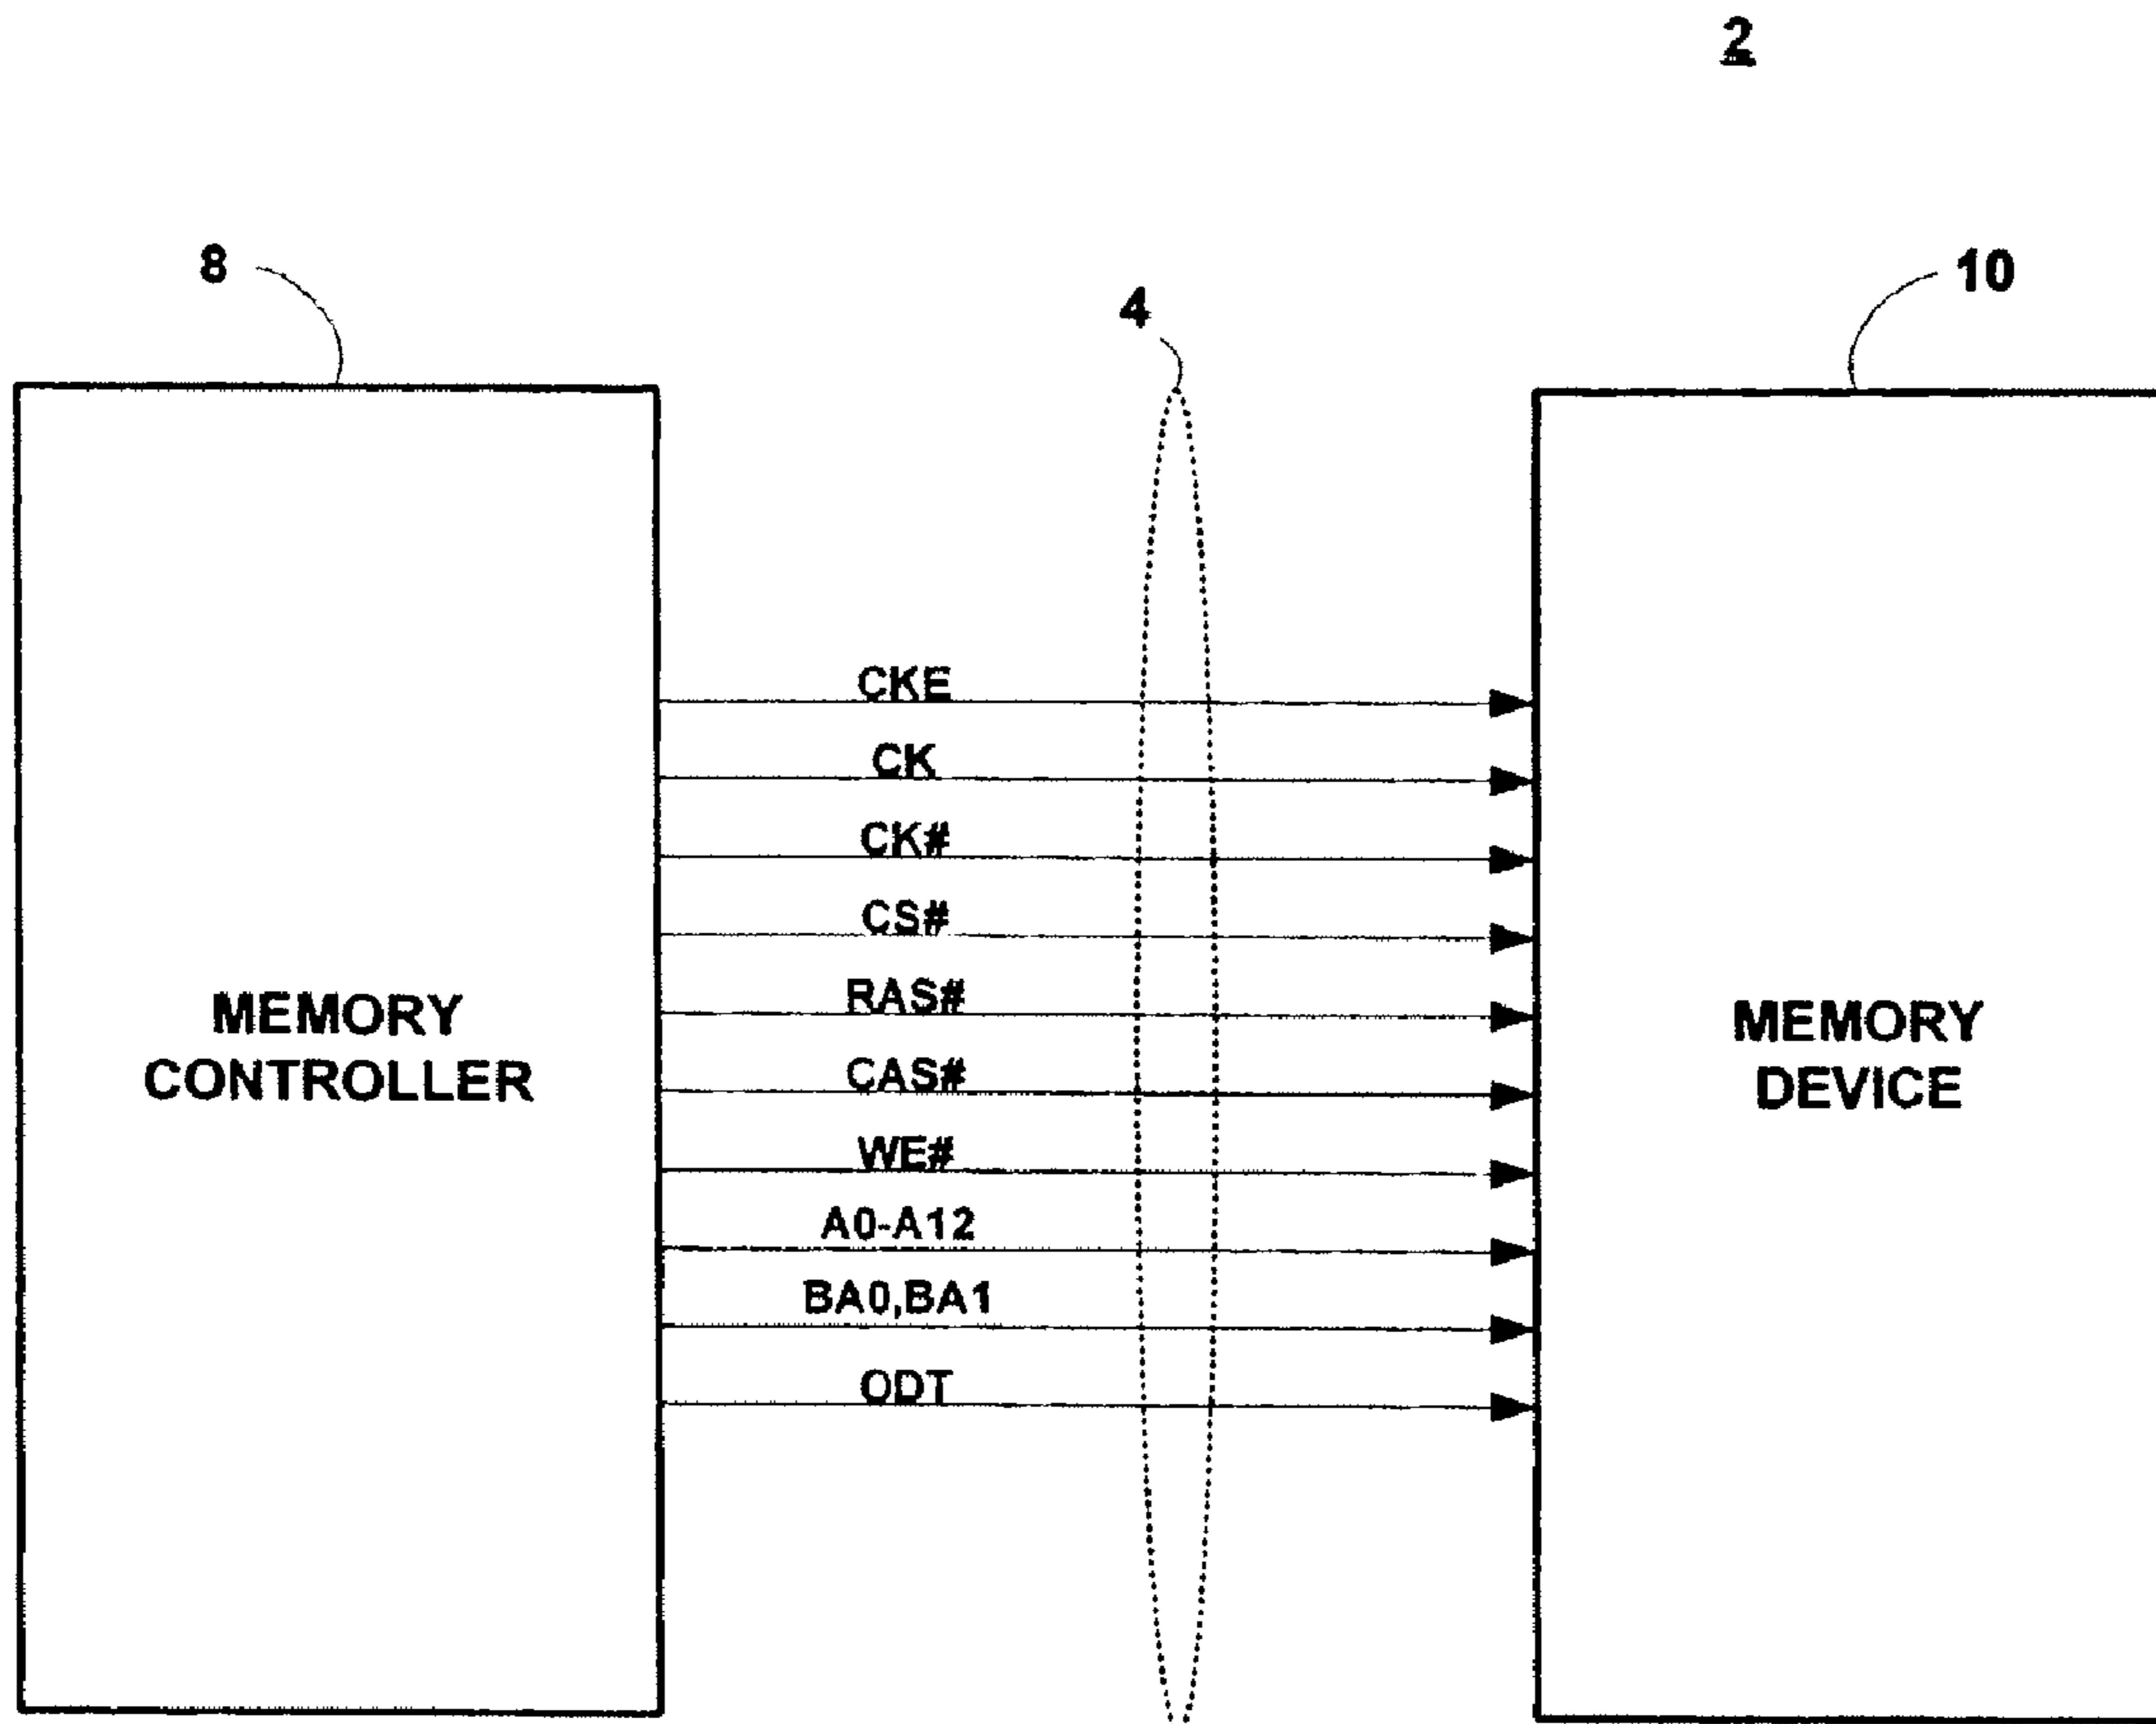 2
8
4
10
CKE
CK
CK#
CS#
RAS#
CAS#
WE#
A0-A12
BA0,BA1
ODT
MEMORY
CONTROLLER
MEMORY
DEVICE